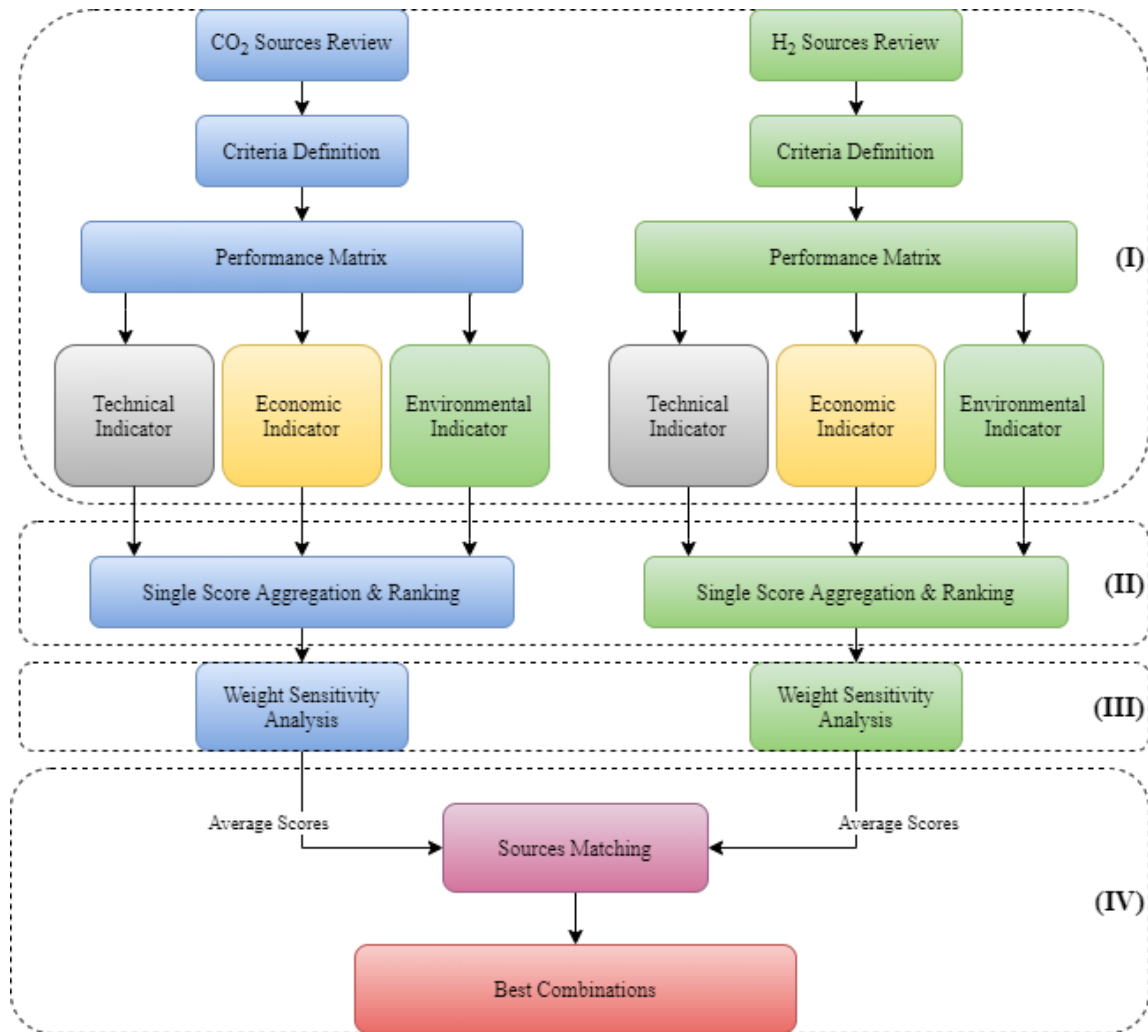 CO₂ Sources Review
H₂ Sources Review
Criteria Definition
Criteria Definition
Performance Matrix
Performance Matrix
(I)
Technical
Indicator
Economic
Indicator
Environmental
Indicator
Technical
Indicator
Economic
Indicator
Environmental
Indicator
Single Score Aggregation & Ranking
Single Score Aggregation & Ranking
(II)
Weight Sensitivity
Analysis
Weight Sensitivity
Analysis
(III)
Average Scores
Average Scores
Sources Matching
(IV)
Best Combinations